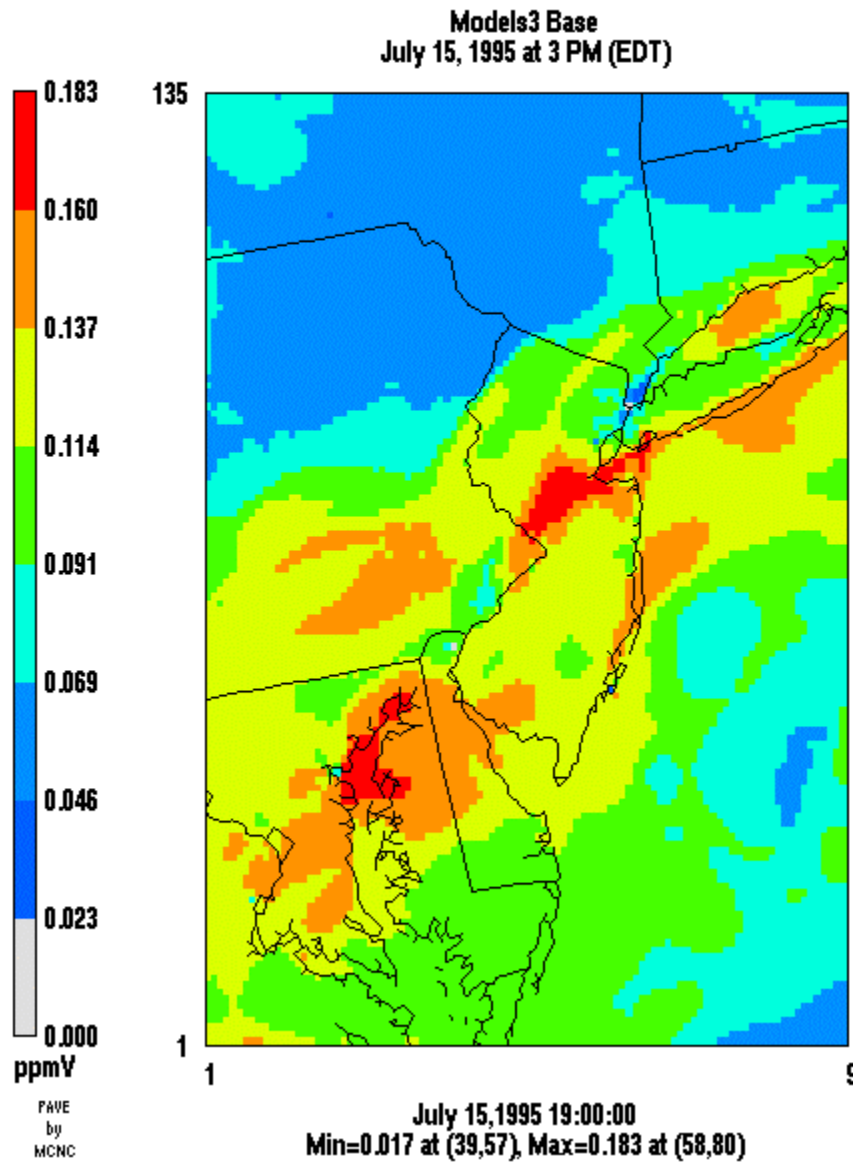 Models3 Base
July 15, 1995 at 3 PM (EDT)
0.183
0.160
0.137
0.114
0.091
0.069
0.046
0.023
0.000
ppmV
PAVE
by
MCNC
135
1
1
9
July 15,1995 19:00:00
Min=0.017 at (39,57), Max=0.183 at (58,80)